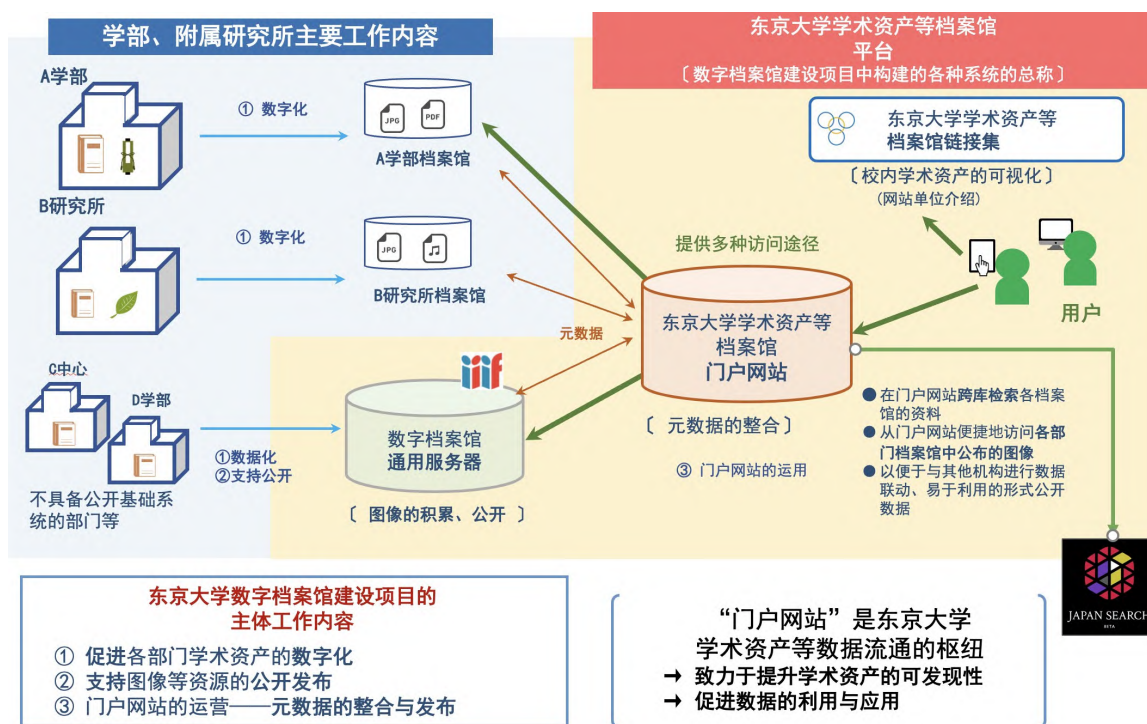 学部、附属研究所主要工作内容
东京大学学术资产等档案馆
平台
〔数字档案馆建设项目中构建的各种系统的总称〕
A学部
① 数字化
JPG
PDF
A学部档案馆
东京大学学术资产等
档案馆链接集
〔校内学术资产的可视化〕
(网站单位介绍)
B研究所
① 数字化
JPG
B研究所档案馆
提供多种访问途径
用户
东京大学学术资产等
档案馆
门户网站
元数据
iiif
C中心
D学部
①数据化
②支持公开
数字档案馆
通用服务器
〔 元数据的整合〕
③ 门户网站的运用
● 在门户网站跨库检索各档案
馆的资料
● 从门户网站便捷地访问各部
门档案馆中公布的图像
● 以便于与其他机构进行数据
联动、易于利用的形式公开
数据
不具备公开基础系
统的部门等
〔 图像的积累、公开 〕
JAPAN SEARCH
BETA
东京大学数字档案馆建设项目的
主体工作内容
① 促进各部门学术资产的数字化
② 支持图像等资源的公开发布
③ 门户网站的运营——元数据的整合与发布
“门户网站”是东京大学
学术资产等数据流通的枢纽
→ 致力于提升学术资产的可发现性
→ 促进数据的利用与应用